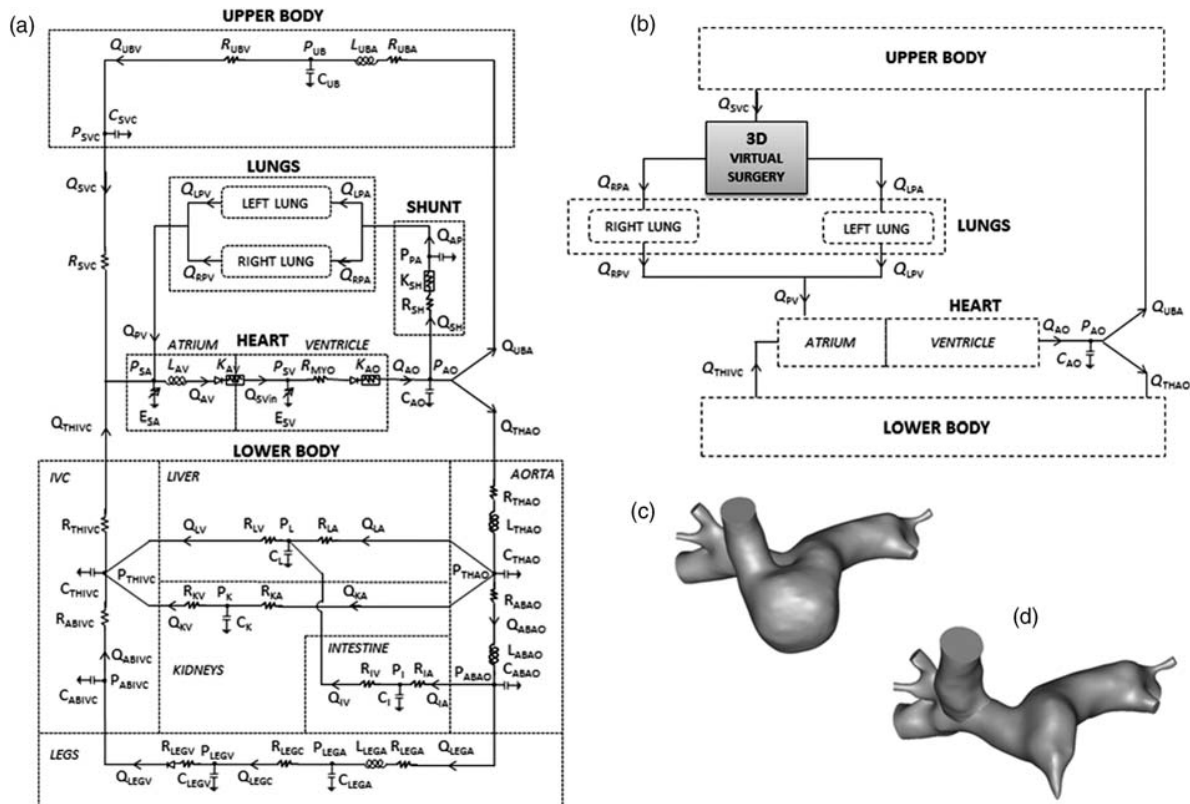 (a)
UPPER BODY
Q_UBV R_UBV P_UB L_UBA R_UBA
C_UB
C_SVC
P_SVC
Q_SVC
LUNGS
Q_LPV LEFT LUNG Q_LPA
SHUNT
RIGHT LUNG
Q_RPV Q_RPA
Q_AP
P_PA
K_SH
R_SH
Q_SH
R_SVC
Q_PV
HEART
ATRIUM VENTRICLE
P_SA L_AV K_AV P_SV R_MYO K_AO Q_AO P_AO
Q_UBA
Q_AV Q_SVin
E_SA E_SV
C_AO
Q_THIVC
Q_THAO
LOWER BODY
IVC LIVER AORTA
R_THAO
L_THAO
R_THIVC
Q_LV R_LV P_L R_LA Q_LA
C_L
C_THAO
P_THIVC P_THAO
C_THIVC
R_KV P_K R_KA Q_KA
R_ABAO
R_ABIVC
Q_KV C_K
Q_ABAO
INTESTINE
L_ABAO
Q_ABIVC
KIDNEYS
R_IV P_I R_IA P_ABAO C_ABAO
P_ABIVC
C_ABIVC
Q_IV C_I Q_IA
LEGS
R_LEGV P_LEGV R_LEGC P_LEGA L_LEGA R_LEGA Q_LEGA
Q_LEGV C_LEGV Q_LEGC C_LEGA
(b)
UPPER BODY
Q_SVC
3D
VIRTUAL
SURGERY
Q_RPA Q_LPA
RIGHT LUNG LEFT LUNG LUNGS
Q_RPV Q_LPV
Q_PV
HEART
ATRIUM VENTRICLE
Q_AO P_AO
Q_UBA
C_AO
Q_THIVC
Q_THAO
LOWER BODY
(c)
(d)